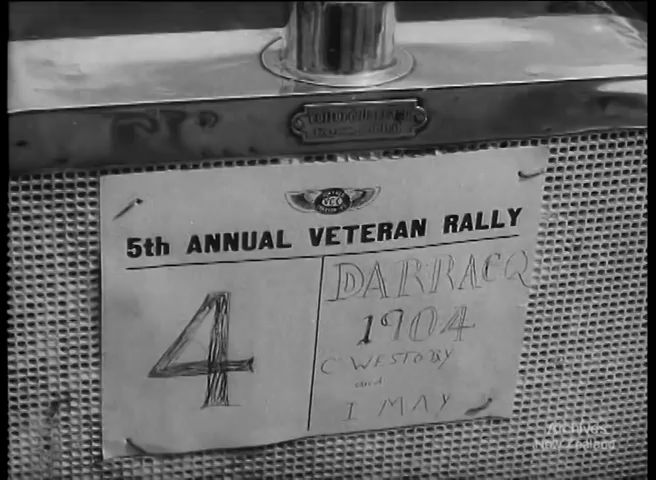 VCC
5th ANNUAL VETERAN RALLY
4
DARRACQ
1904
C WESTOBY
and
I MAY
Archives
New Zealand